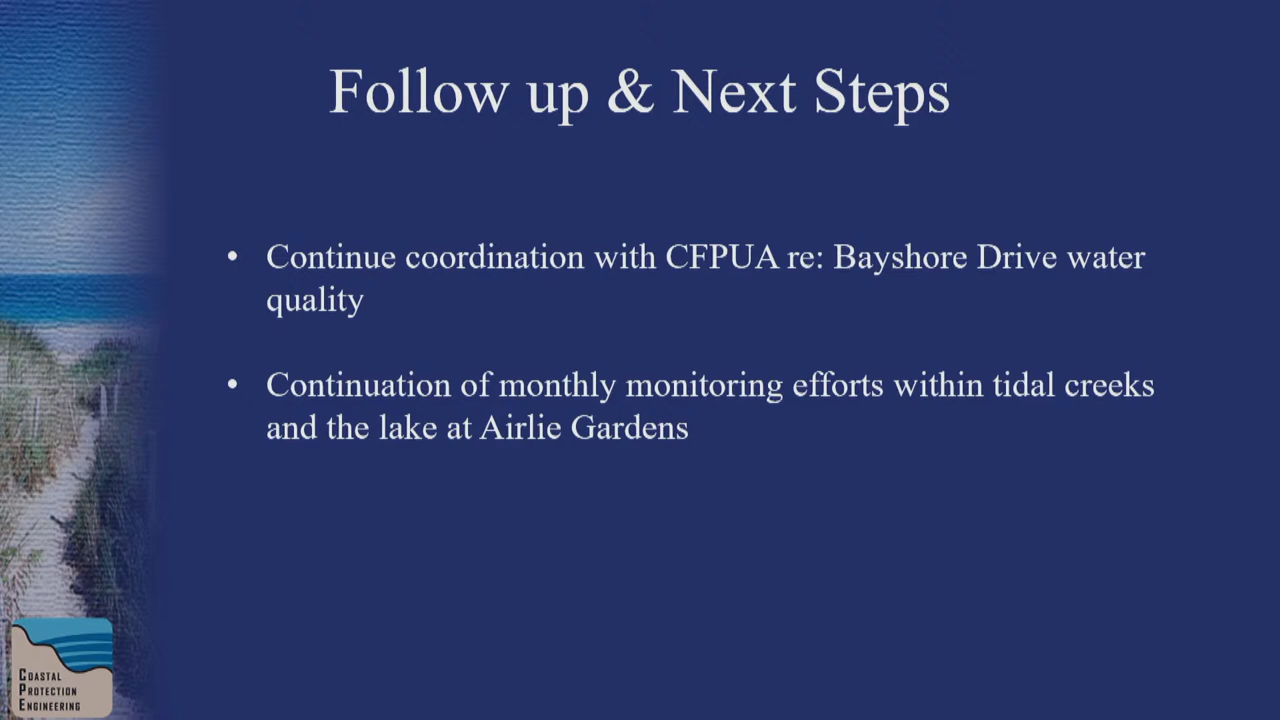 Follow up & Next Steps
• Continue coordination with CFPUA re: Bayshore Drive water
quality
• Continuation of monthly monitoring efforts within tidal creeks
and the lake at Airlie Gardens
COASTAL
PROTECTION
ENGINEERING